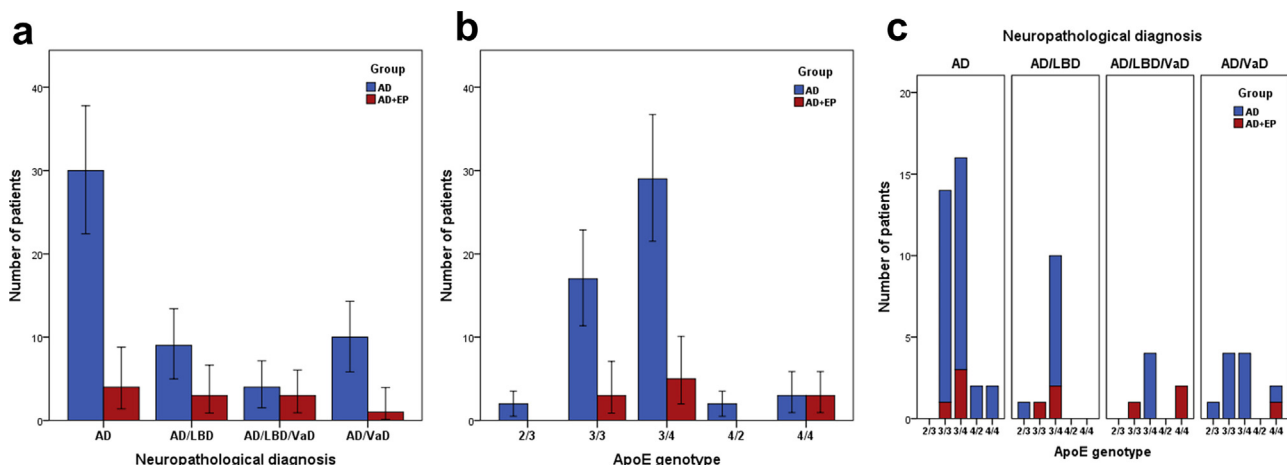 a
Group
AD
AD+EP
40
30
20
10
0
Number of patients
AD AD/LBD AD/LBD/VaD AD/VaD
Neuropathological diagnosis
b
Group
AD
AD+EP
40
30
20
10
0
Number of patients
2/3 3/3 3/4 4/2 4/4
ApoE genotype
c
Neuropathological diagnosis
AD AD/LBD AD/LBD/VaD AD/VaD
Group
AD
AD+EP
20
15
10
5
0
Number of patients
2/3 3/3 3/4 4/2 4/4 2/3 3/3 3/4 4/2 4/4 2/3 3/3 3/4 4/2 4/4 2/3 3/3 3/4 4/2 4/4
ApoE genotype